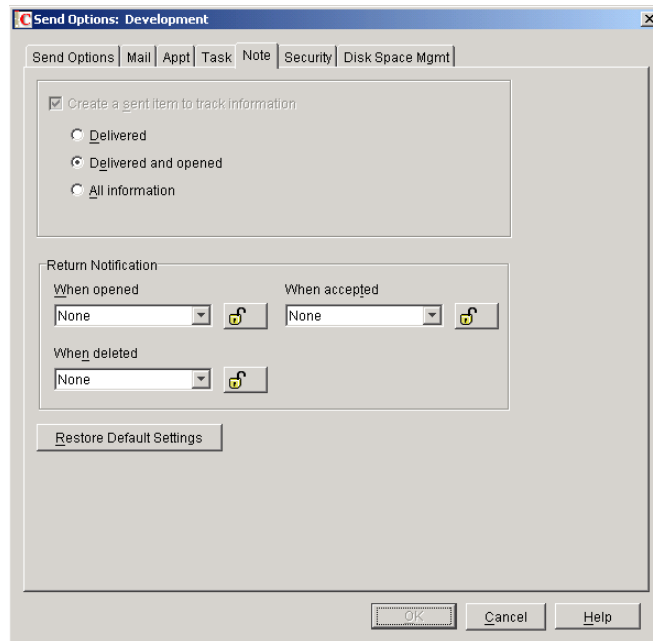 Send Options: Development
Send Options Mail Appt Task Note Security Disk Space Mgmt
Create a sent item to track information
Delivered
Delivered and opened
All information
Return Notification
When opened When accepted
None None
When deleted
None
Restore Default Settings
OK Cancel Help